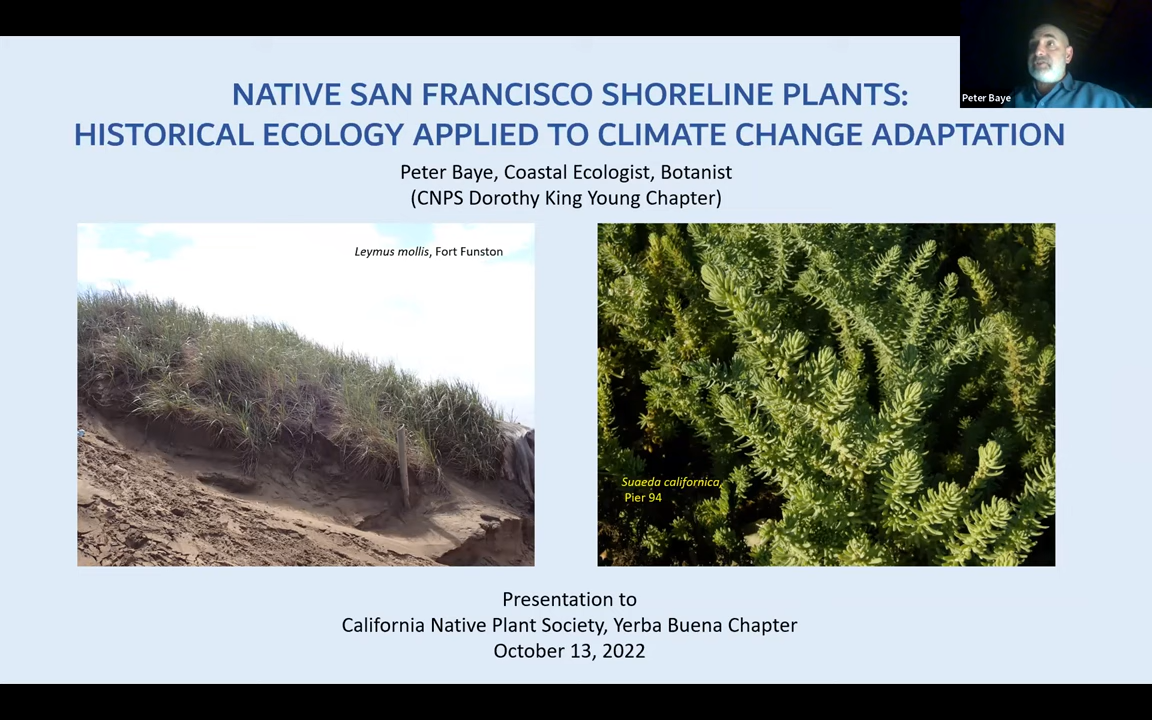 NATIVE SAN FRANCISCO SHORELINE PLANTS:
HISTORICAL ECOLOGY APPLIED TO CLIMATE CHANGE ADAPTATION
Peter Baye
Peter Baye, Coastal Ecologist, Botanist
(CNPS Dorothy King Young Chapter)
Leymus mollis, Fort Funston
Suaeda californica,
Pier 94
Presentation to
California Native Plant Society, Yerba Buena Chapter
October 13, 2022